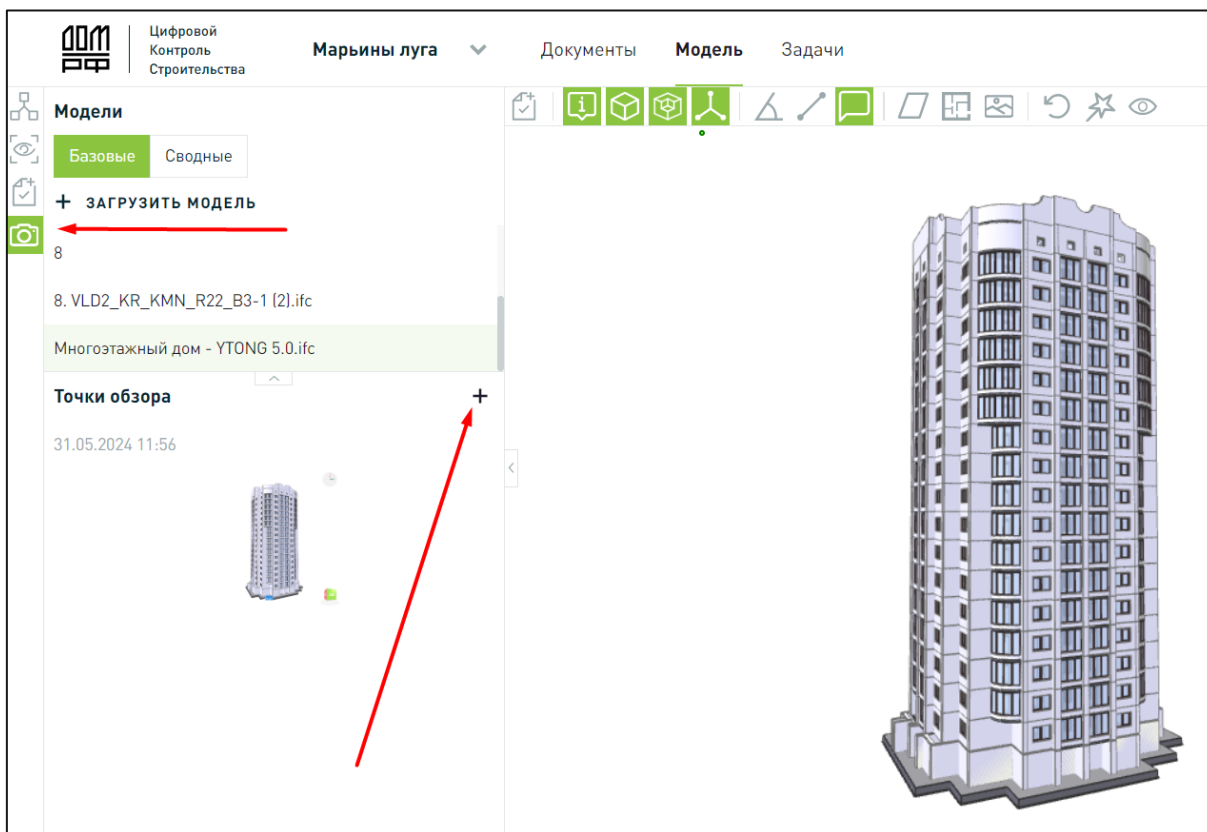 ДОМ
РФ
Цифровой
Контроль
Строительства
Марьины луга
Документы
Модель
Задачи
Модели
Базовые
Сводные
+ ЗАГРУЗИТЬ МОДЕЛЬ
8
8. VLD2_KR_KMN_R22_B3-1 (2).ifc
Многоэтажный дом - YTONG 5.0.ifc
Точки обзора
+
31.05.2024 11:56